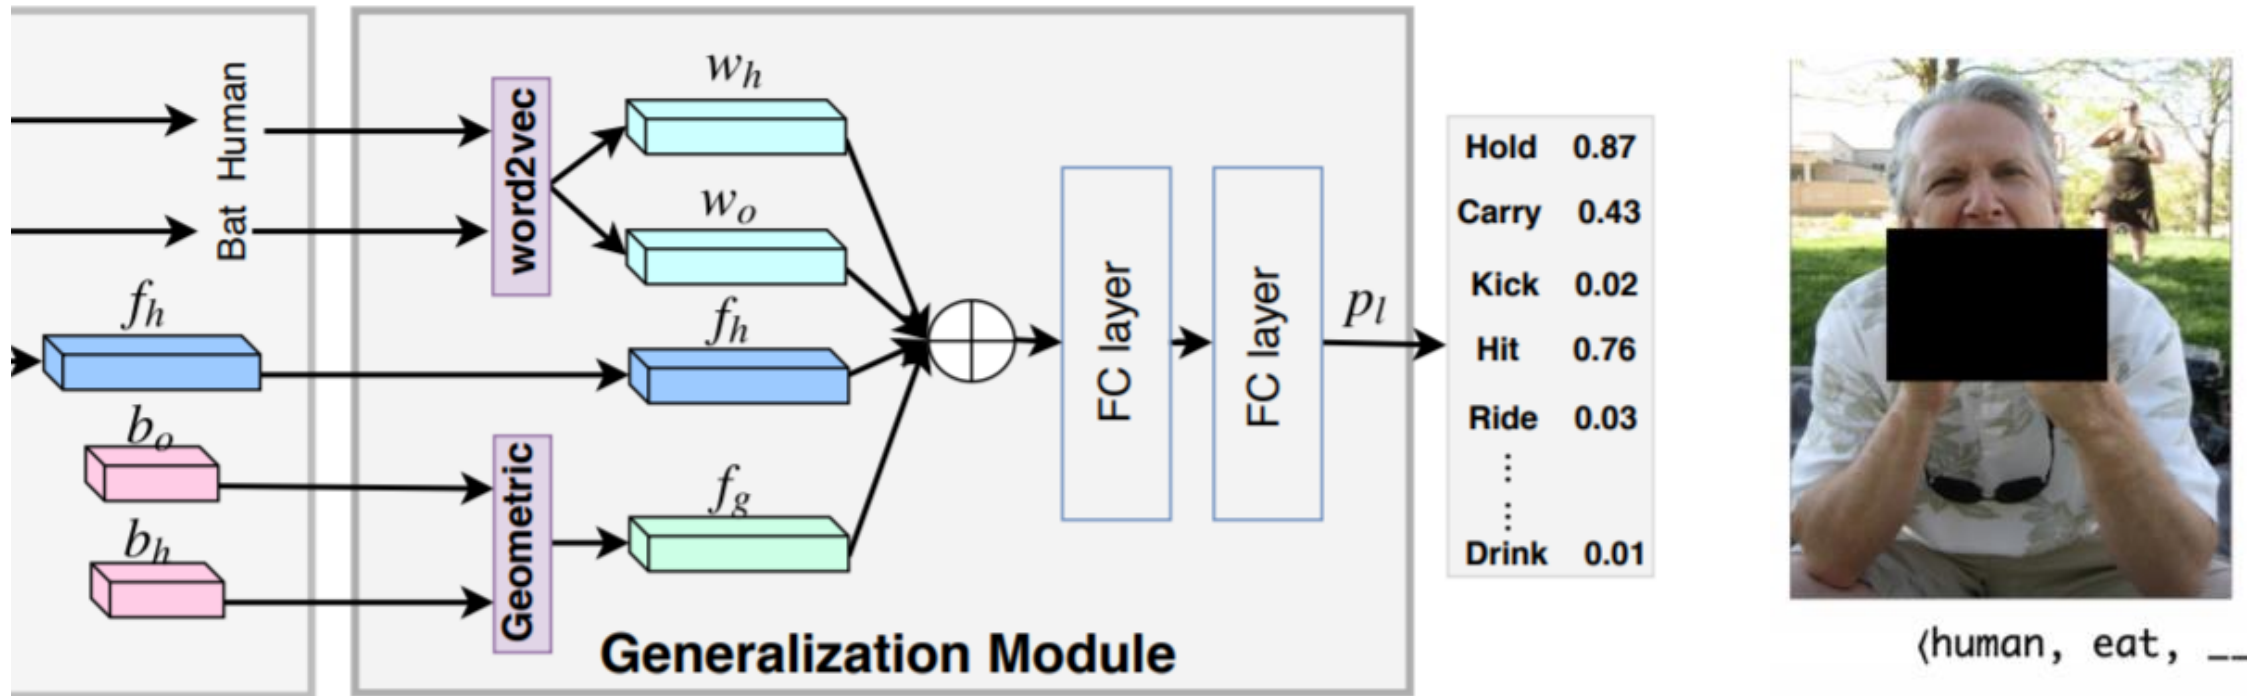 Human
Bat
f_h
b_o
b_h
word2vec
Geometric
w_h
w_o
f_h
f_g
FC layer
FC layer
p_l
Hold 0.87
Carry 0.43
Kick 0.02
Hit 0.76
Ride 0.03
Drink 0.01
Generalization Module
⟨human, eat, __